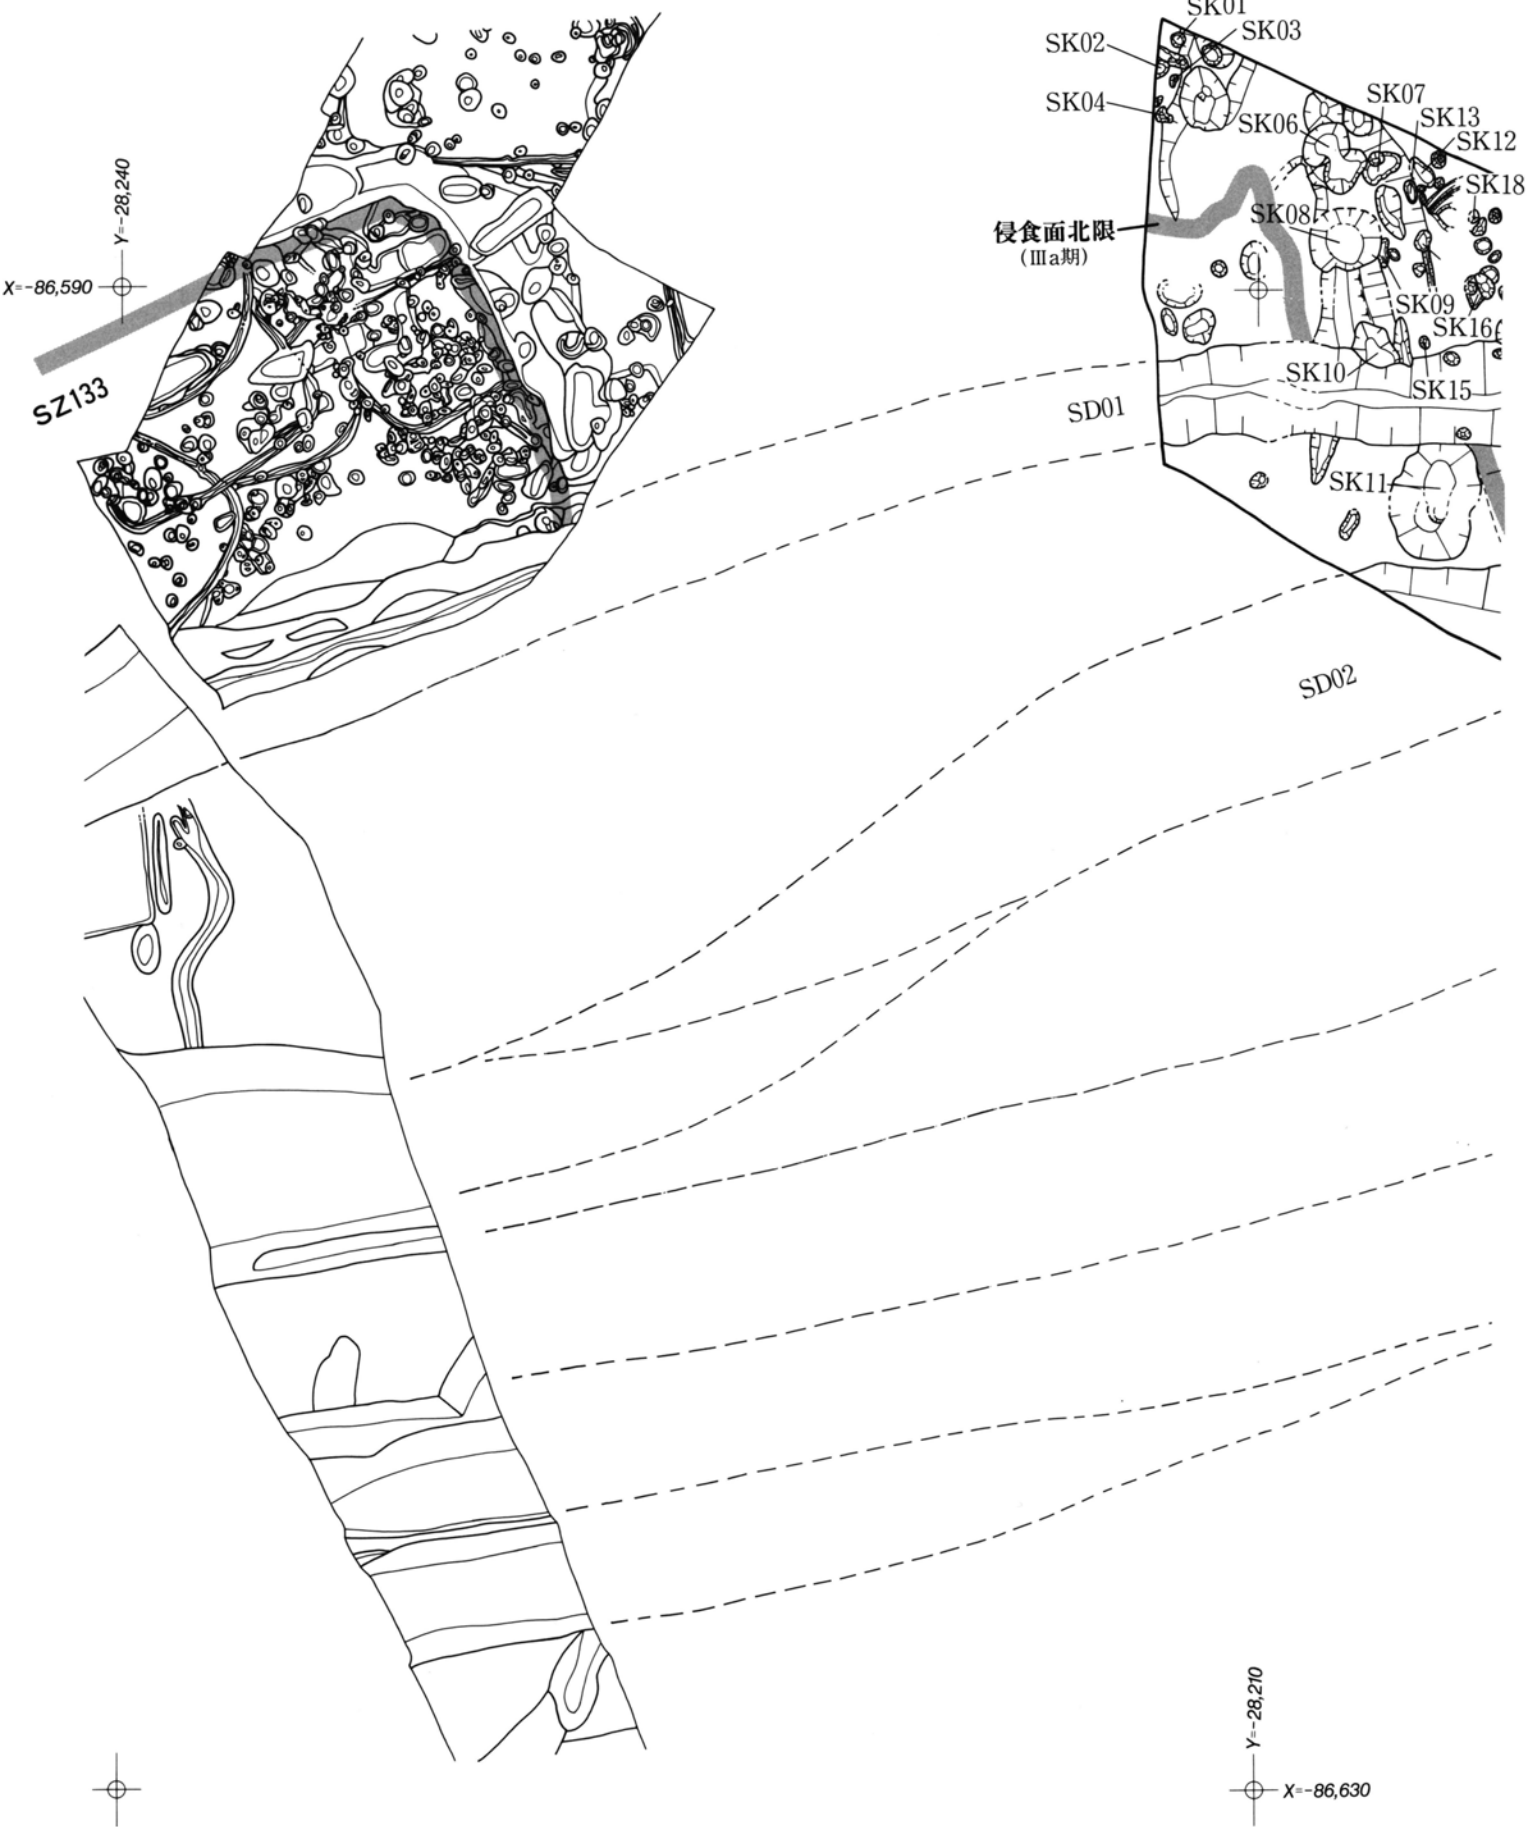 SK01
SK02
SK03
SK04
SK07
SK06
SK13
SK12
SK18
SK08
侵食面北限
(Ⅲa期)
Y=-28,240
X=-86,590
SK09
SK16
SK10
SK15
SZ133
SD01
SK11
SD02
Y=-28,210
X=-86,630